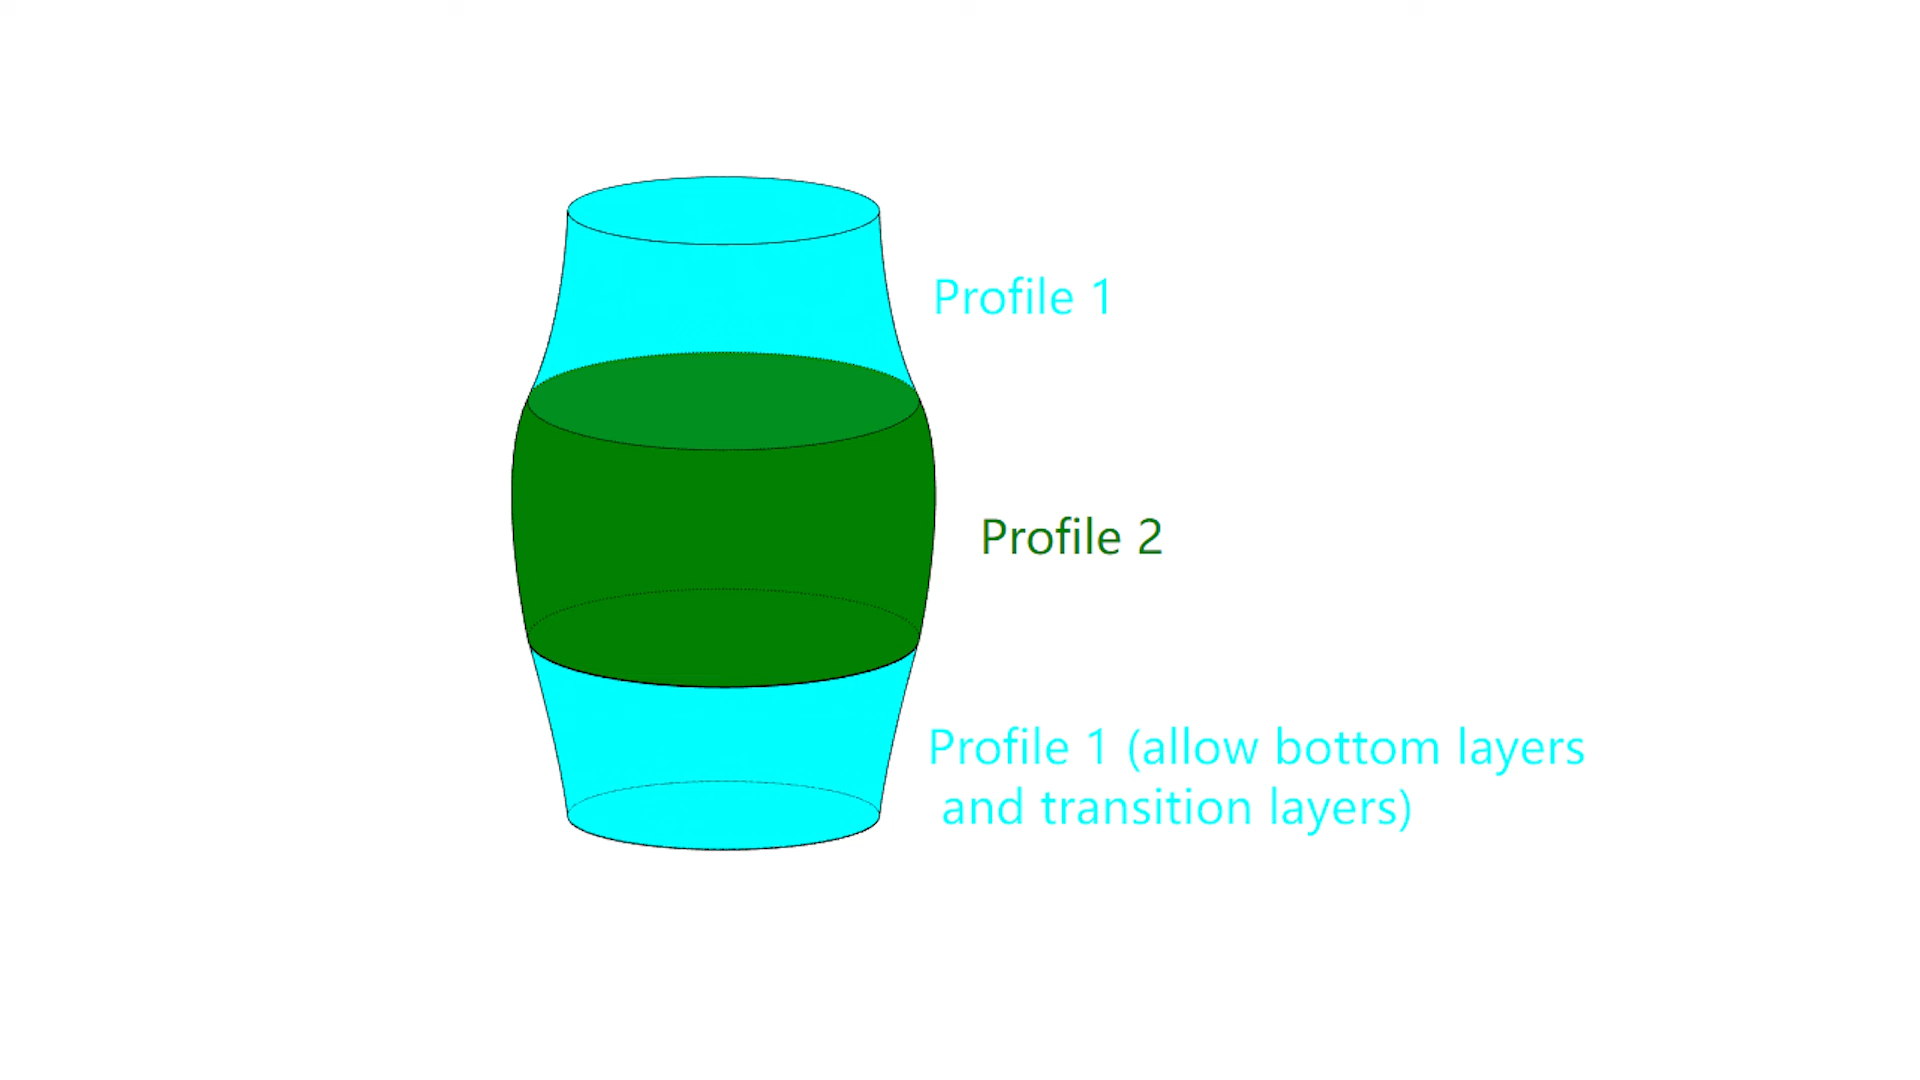 Profile 1
Profile 2
Profile 1 (allow bottom layers
and transition layers)